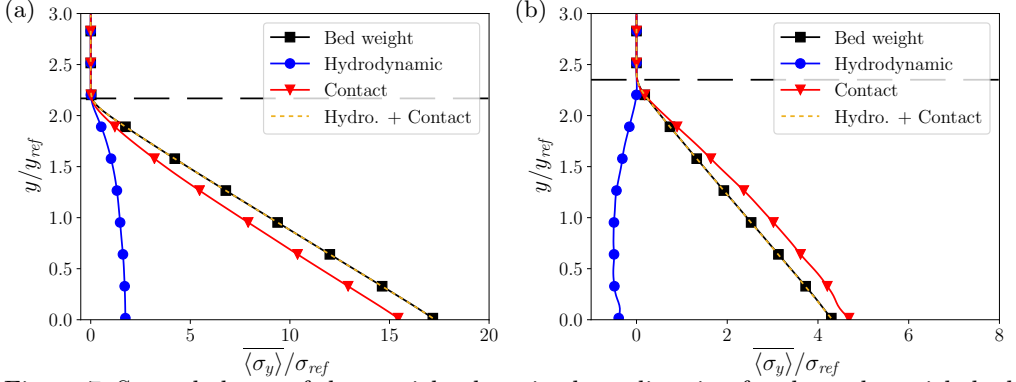 (a)
3.0
2.5
2.0
1.5
1.0
0.5
0.0
y/y_ref
Bed weight
Hydrodynamic
Contact
Hydro. + Contact
0 5 10 15 20
⟨σ_y⟩/σ_ref
(b)
3.0
2.5
2.0
1.5
1.0
0.5
0.0
y/y_ref
Bed weight
Hydrodynamic
Contact
Hydro. + Contact
0 2 4 6 8
⟨σ_y⟩/σ_ref